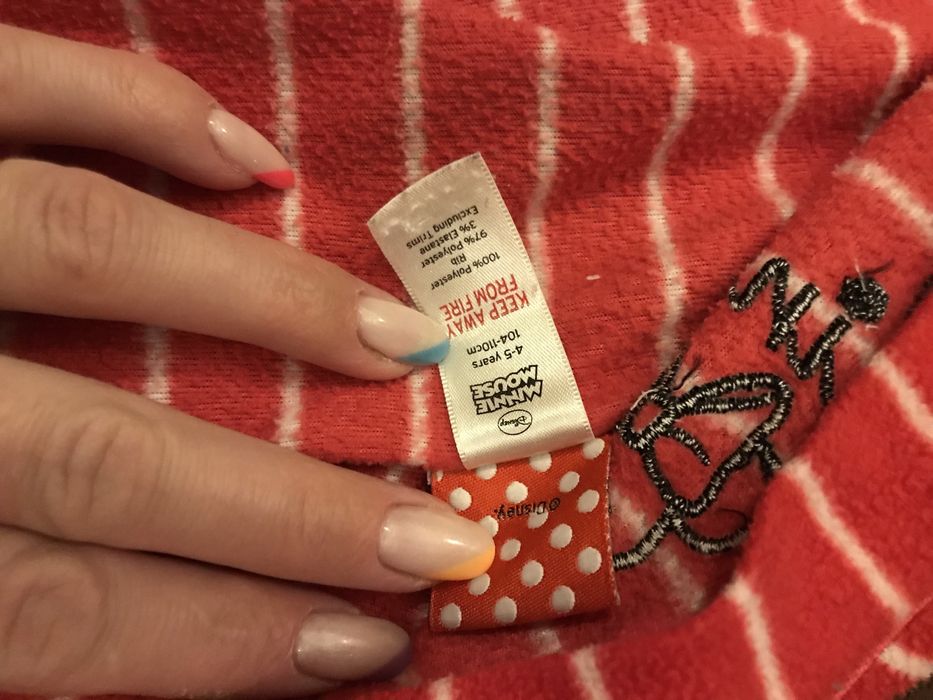 Disney
MINNIE
MOUSE
4-5 years
104-110cm
KEEP AWAY
FROM FIRE
100% Polyester
Rib
97% Polyester
3% Elastane
Excluding Trims
©Disney